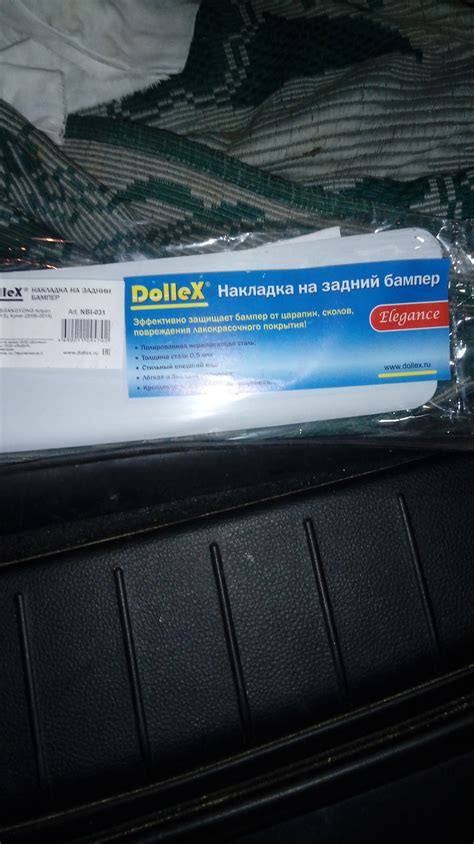 DolleX® НАКЛАДКА НА ЗАДНИЙ
БАМПЕР
Art. NBI-031
www.dollex.ru
DolleX® Накладка на задний бампер
Эффективно защищает бампер от царапин, сколов,
повреждения лакокрасочного покрытия!
Elegance
• Полированная нержавеющая сталь
• Толщина стали 0,5 мм
• Стильный внешний вид
• Лёгкая и
www.dollex.ru